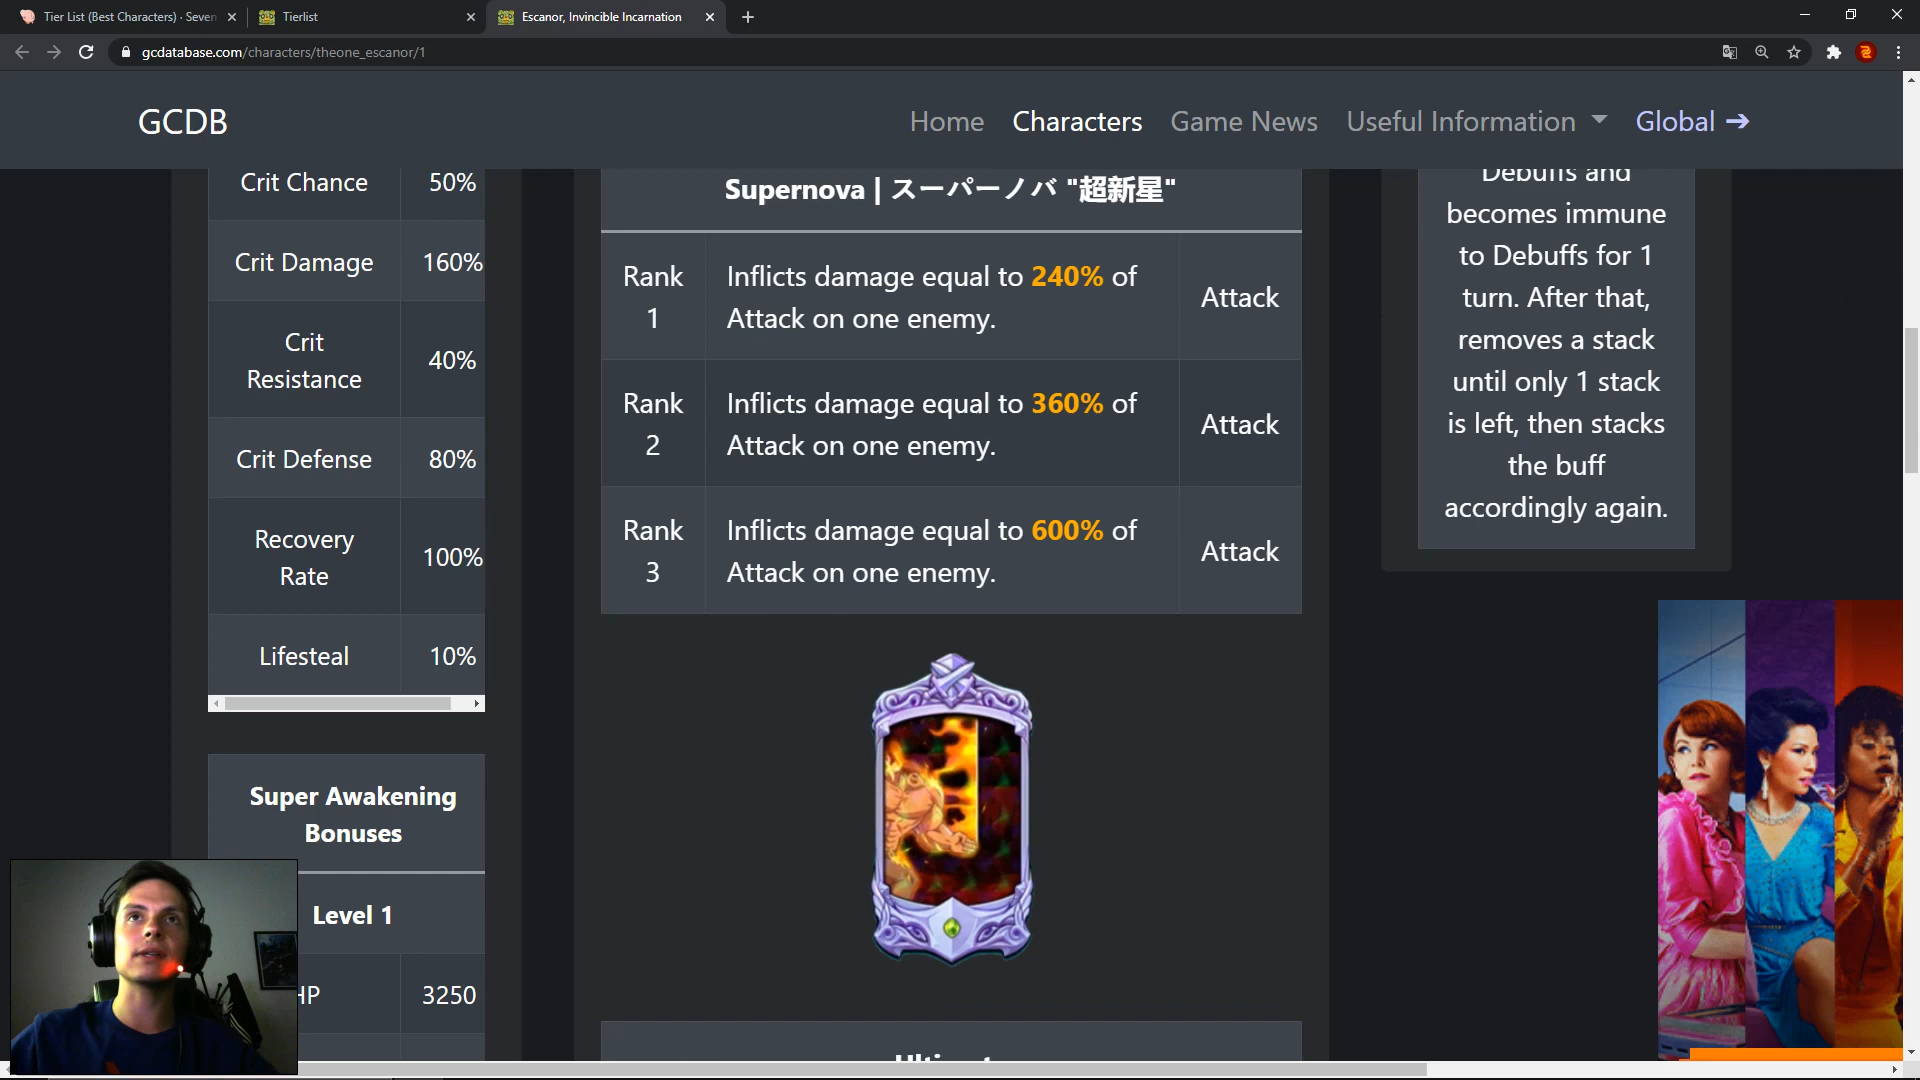 Tier List (Best Characters) · Seven
Tierlist
Escanor, Invincible Incarnation
gcdatabase.com/characters/theone_escanor/1
GCDB
Home
Characters
Game News
Useful Information
Global ➔
Crit Chance
50%
Crit Damage
160%
Crit
Resistance
40%
Crit Defense
80%
Recovery
Rate
100%
Lifesteal
10%
Super Awakening
Bonuses
Level 1
HP
3250
Supernova | スーパーノバ "超新星"
Rank
1
Inflicts damage equal to 240% of
Attack on one enemy.
Attack
Rank
2
Inflicts damage equal to 360% of
Attack on one enemy.
Attack
Rank
3
Inflicts damage equal to 600% of
Attack on one enemy.
Attack
Debuffs and
becomes immune
to Debuffs for 1
turn. After that,
removes a stack
until only 1 stack
is left, then stacks
the buff
accordingly again.